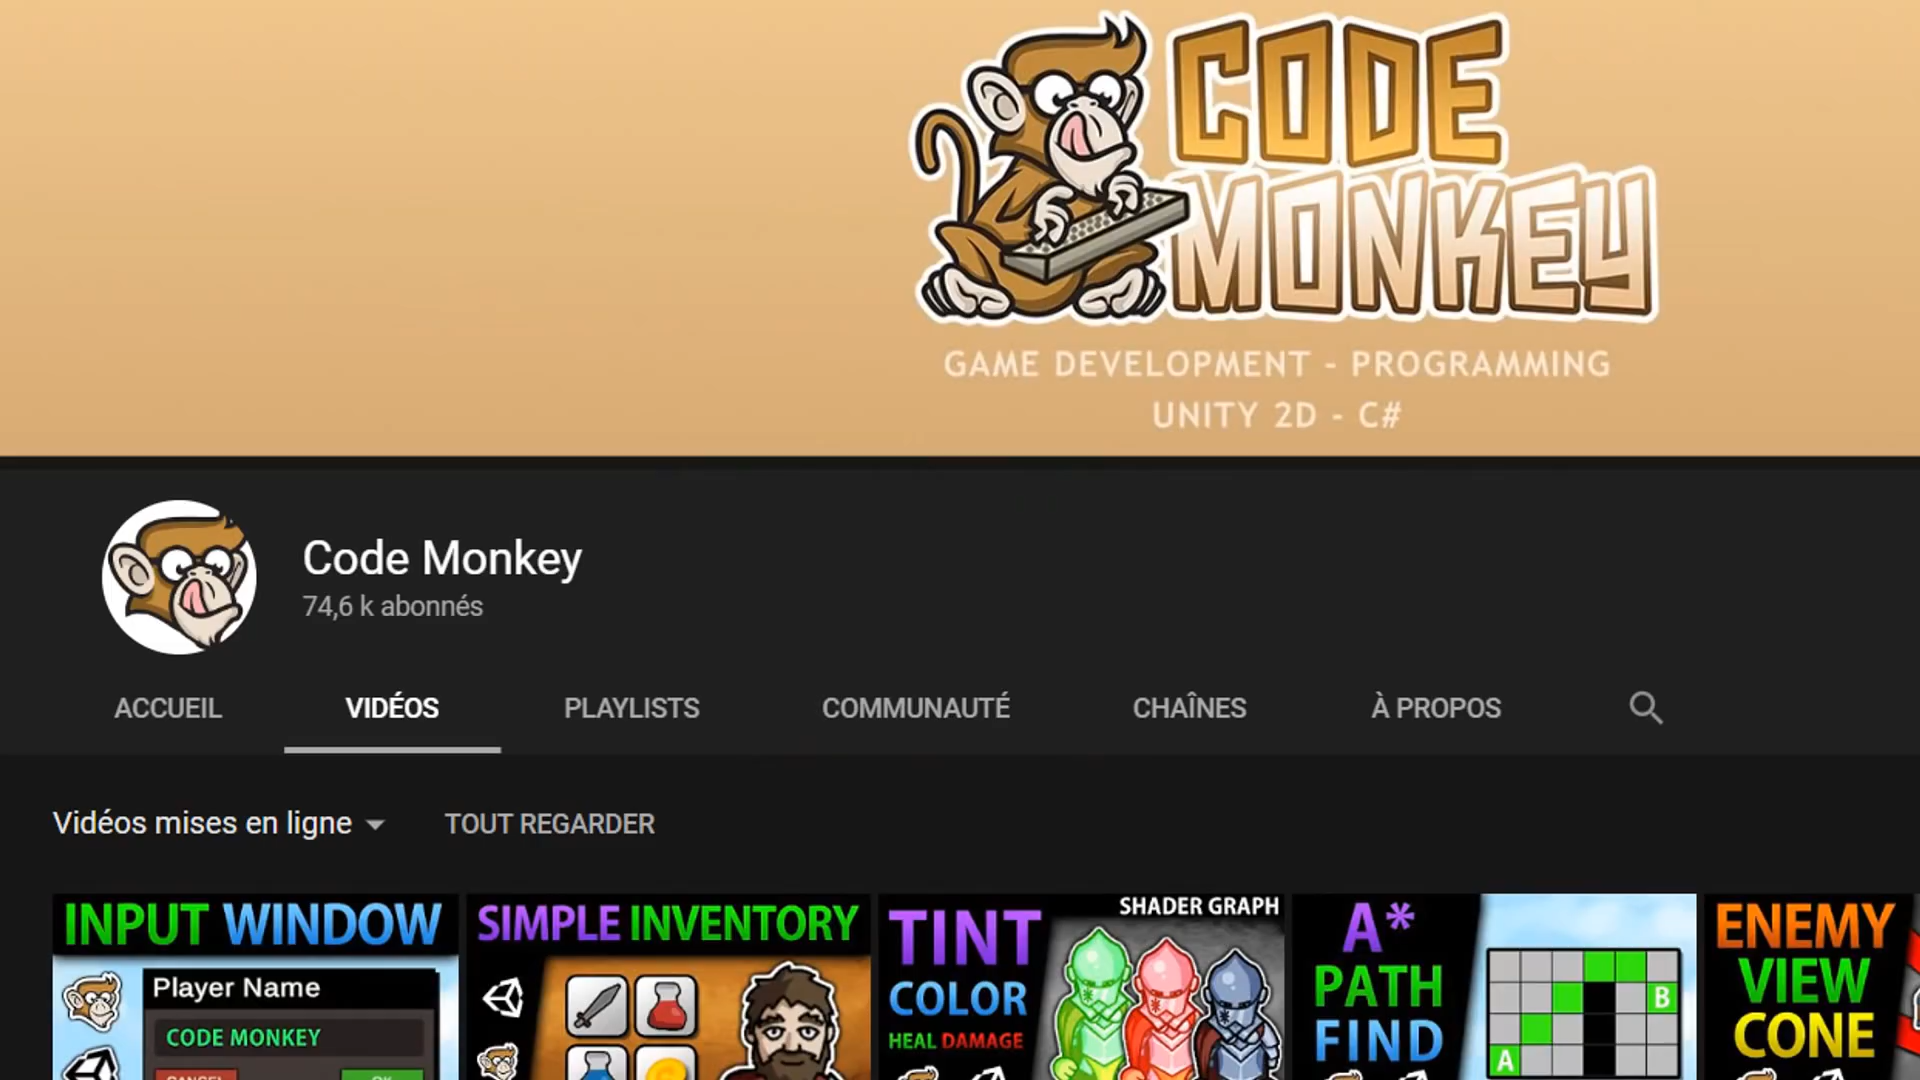 CODE
MONKEY
GAME DEVELOPMENT - PROGRAMMING
UNITY 2D - C#
Code Monkey
74,6 k abonnés
ACCUEIL
VIDÉOS
PLAYLISTS
COMMUNAUTÉ
CHAÎNES
À PROPOS
Vidéos mises en ligne
TOUT REGARDER
INPUT WINDOW
Player Name
CODE MONKEY
CANCEL
OK
SIMPLE INVENTORY
SHADER GRAPH
TINT
COLOR
HEAL DAMAGE
A*
PATH
FIND
B
A
ENEMY
VIEW
CONE